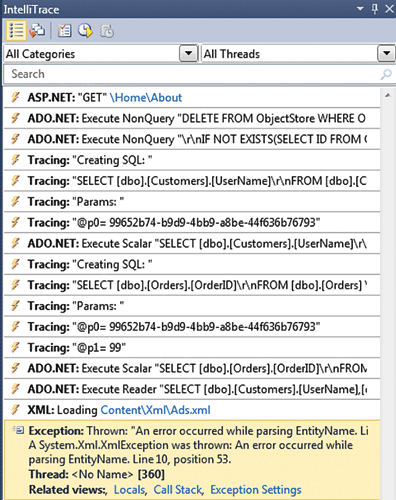 IntelliTrace
All Categories All Threads
Search
ASP.NET: "GET" \Home\About
ADO.NET: Execute NonQuery "DELETE FROM ObjectStore WHERE O
ADO.NET: Execute NonQuery "\r\nIF NOT EXISTS(SELECT ID FROM
Tracing: "Creating SQL: "
Tracing: "SELECT [dbo].[Customers].[UserName]\r\nFROM [dbo].[C
Tracing: "Params: "
Tracing: "@p0= 99652b74-b9d9-4bb9-a8be-44f636b76793"
ADO.NET: Execute Scalar "SELECT [dbo].[Customers].[UserName]\r\
Tracing: "Creating SQL: "
Tracing: "SELECT [dbo].[Orders].[OrderID]\r\nFROM [dbo].[Orders] \
Tracing: "Params: "
Tracing: "@p0= 99652b74-b9d9-4bb9-a8be-44f636b76793"
Tracing: "@p1= 99"
ADO.NET: Execute Scalar "SELECT [dbo].[Orders].[OrderID]\r\nFROM
ADO.NET: Execute Reader "SELECT [dbo].[Customers].[UserName],[
XML: Loading Content\Xml\Ads.xml
Exception: Thrown: "An error occurred while parsing EntityName. Li
A System.Xml.XmlException was thrown: An error occurred while
parsing EntityName. Line 10, position 53.
Thread: <No Name> [360]
Related views: Locals, Call Stack, Exception Settings